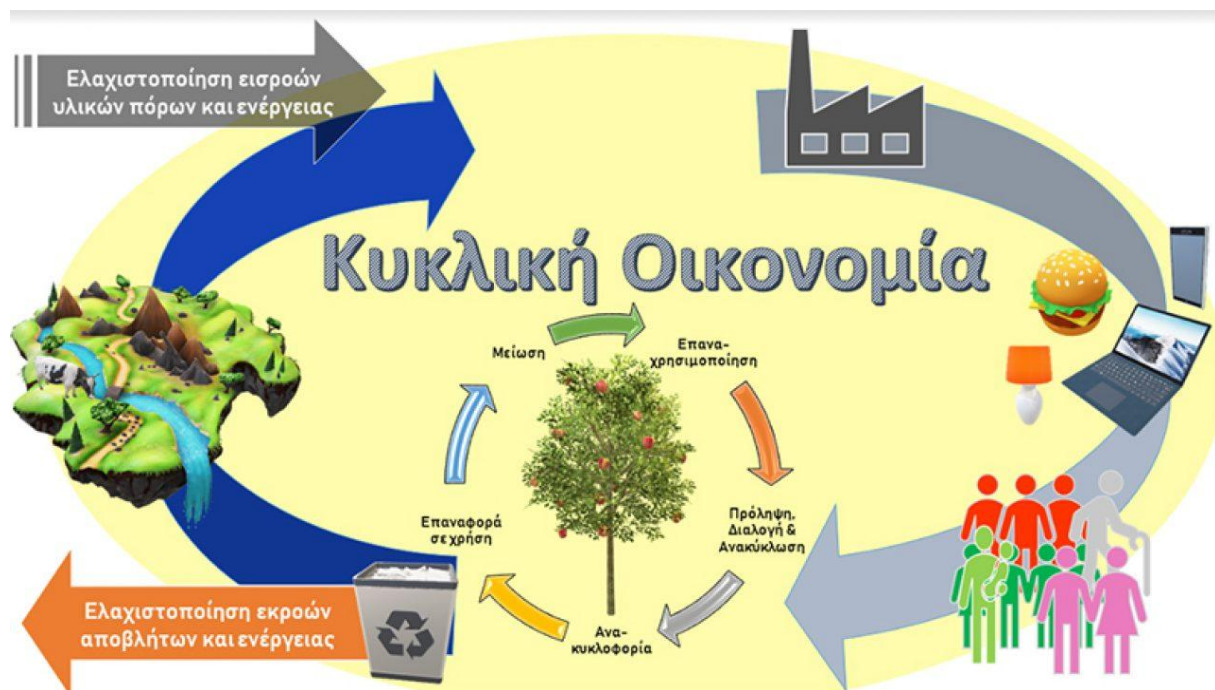 Ελαχιστοποίηση εισροών
υλικών πόρων και ενέργειας
Κυκλική Οικονομία
Μείωση
Επανα-
χρησιμοποίηση
Πρόληψη,
Διαλογή &
Ανακύκλωση
Ανα-
κυκλοφορία
Επαναφορά
σε χρήση
Ελαχιστοποίηση εκροών
αποβλήτων και ενέργειας